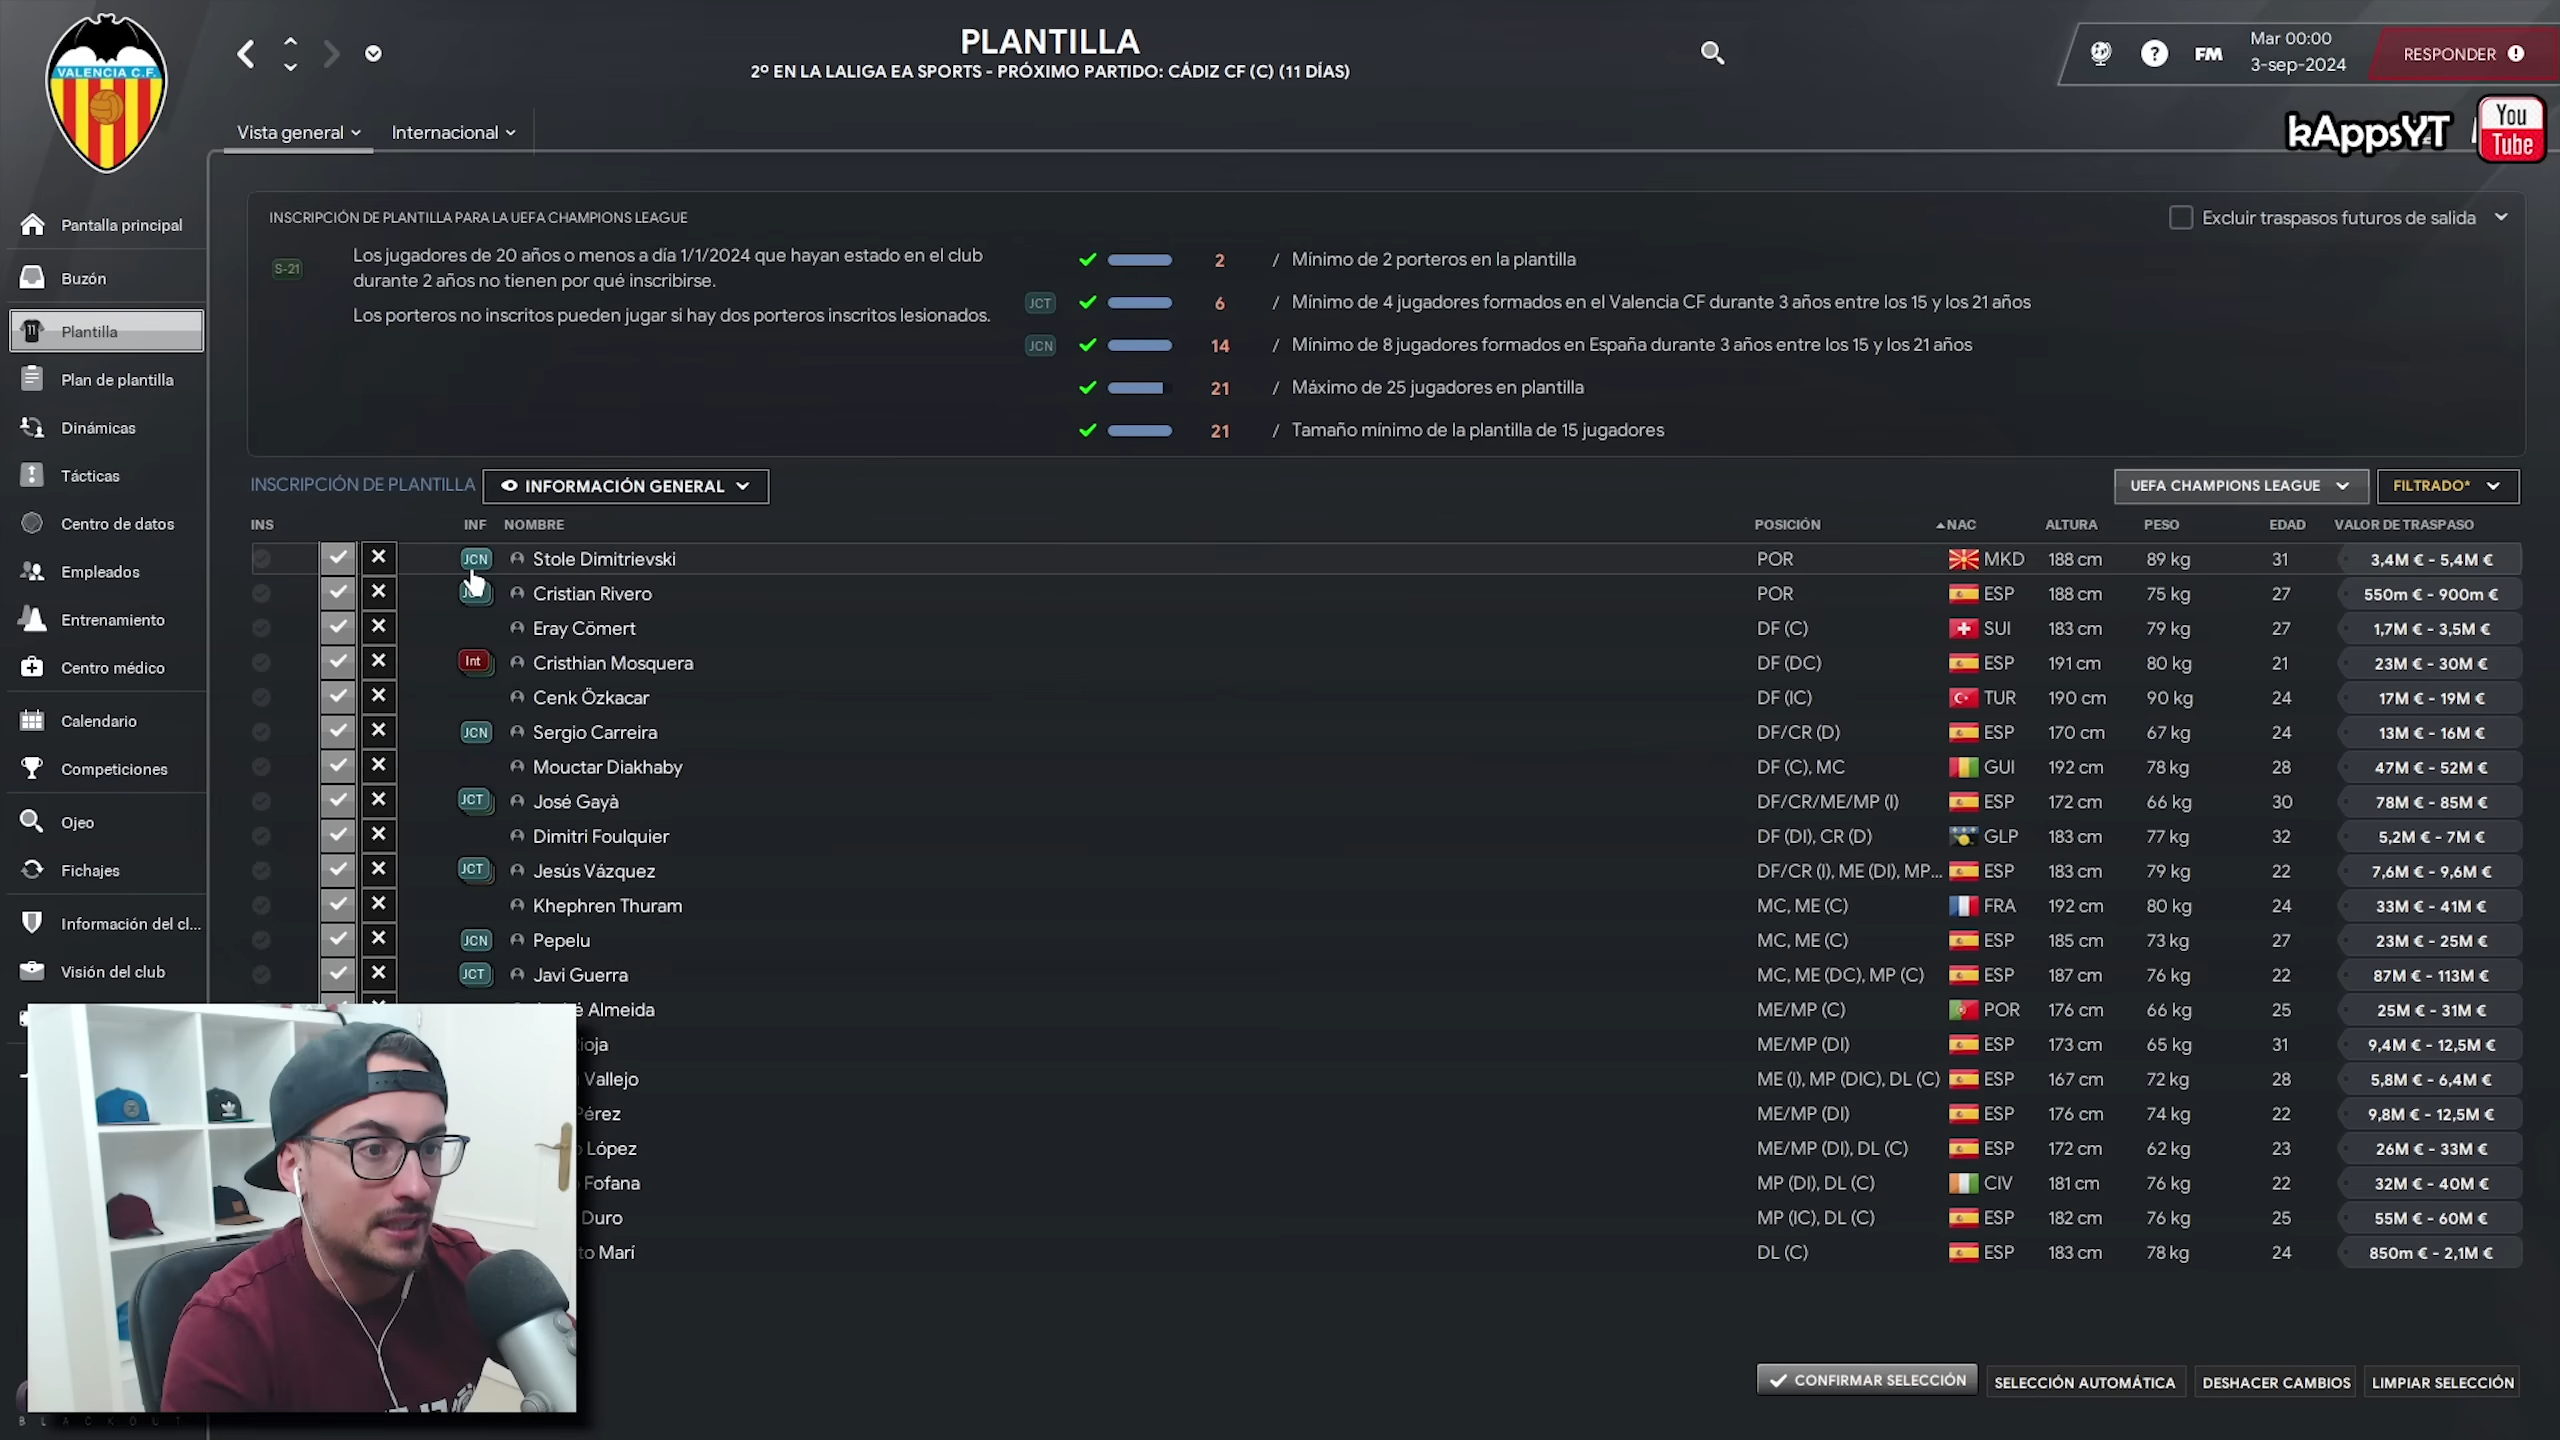 VALENCIA C.F.
PLANTILLA
2º EN LA LALIGA EA SPORTS - PRÓXIMO PARTIDO: CÁDIZ CF (C) (11 DÍAS)
FM
Mar 00:00
3-sep-2024
RESPONDER
kAppsYT
You
Tube
Vista general
Internacional
Pantalla principal
Buzón
Plantilla
Plan de plantilla
Dinámicas
Tácticas
Centro de datos
Empleados
Entrenamiento
Centro médico
Calendario
Competiciones
Ojeo
Fichajes
Información del cl...
Visión del club
INSCRIPCIÓN DE PLANTILLA PARA LA UEFA CHAMPIONS LEAGUE
Excluir traspasos futuros de salida
S-21
Los jugadores de 20 años o menos a día 1/1/2024 que hayan estado en el club
durante 2 años no tienen por qué inscribirse.
Los porteros no inscritos pueden jugar si hay dos porteros inscritos lesionados.
2 / Mínimo de 2 porteros en la plantilla
JCT 6 / Mínimo de 4 jugadores formados en el Valencia CF durante 3 años entre los 15 y los 21 años
JCN 14 / Mínimo de 8 jugadores formados en España durante 3 años entre los 15 y los 21 años
21 / Máximo de 25 jugadores en plantilla
21 / Tamaño mínimo de la plantilla de 15 jugadores
INSCRIPCIÓN DE PLANTILLA INFORMACIÓN GENERAL UEFA CHAMPIONS LEAGUE FILTRADO*
INS INF NOMBRE POSICIÓN NAC ALTURA PESO EDAD VALOR DE TRASPASO
JCN Stole Dimitrievski POR MKD 188 cm 89 kg 31 3,4M € - 5,4M €
Cristian Rivero POR ESP 188 cm 75 kg 27 550m € - 900m €
Eray Cömert DF (C) SUI 183 cm 79 kg 27 1,7M € - 3,5M €
Int Cristhian Mosquera DF (DC) ESP 191 cm 80 kg 21 23M € - 30M €
Cenk Özkacar DF (IC) TUR 190 cm 90 kg 24 17M € - 19M €
JCN Sergio Carreira DF/CR (D) ESP 170 cm 67 kg 24 13M € - 16M €
Mouctar Diakhaby DF (C), MC GUI 192 cm 78 kg 28 47M € - 52M €
JCT José Gayà DF/CR/ME/MP (I) ESP 172 cm 66 kg 30 78M € - 85M €
Dimitri Foulquier DF (DI), CR (D) GLP 183 cm 77 kg 32 5,2M € - 7M €
JCT Jesús Vázquez DF/CR (I), ME (DI), MP... ESP 183 cm 79 kg 22 7,6M € - 9,6M €
Khephren Thuram MC, ME (C) FRA 192 cm 80 kg 24 33M € - 41M €
JCN Pepelu MC, ME (C) ESP 185 cm 73 kg 27 23M € - 25M €
JCT Javi Guerra MC, ME (DC), MP (C) ESP 187 cm 76 kg 22 87M € - 113M €
Almeida ME/MP (C) POR 176 cm 66 kg 25 25M € - 31M €
ioja ME/MP (DI) ESP 173 cm 65 kg 31 9,4M € - 12,5M €
Vallejo ME (I), MP (DIC), DL (C) ESP 167 cm 72 kg 28 5,8M € - 6,4M €
Pérez ME/MP (DI) ESP 176 cm 74 kg 22 9,8M € - 12,5M €
López ME/MP (DI), DL (C) ESP 172 cm 62 kg 23 26M € - 33M €
Fofana MP (DI), DL (C) CIV 181 cm 76 kg 22 32M € - 40M €
Duro MP (IC), DL (C) ESP 182 cm 76 kg 25 55M € - 60M €
to Marí DL (C) ESP 183 cm 78 kg 24 850m € - 2,1M €
CONFIRMAR SELECCIÓN SELECCIÓN AUTOMÁTICA DESHACER CAMBIOS LIMPIAR SELECCIÓN
BLACKOUT